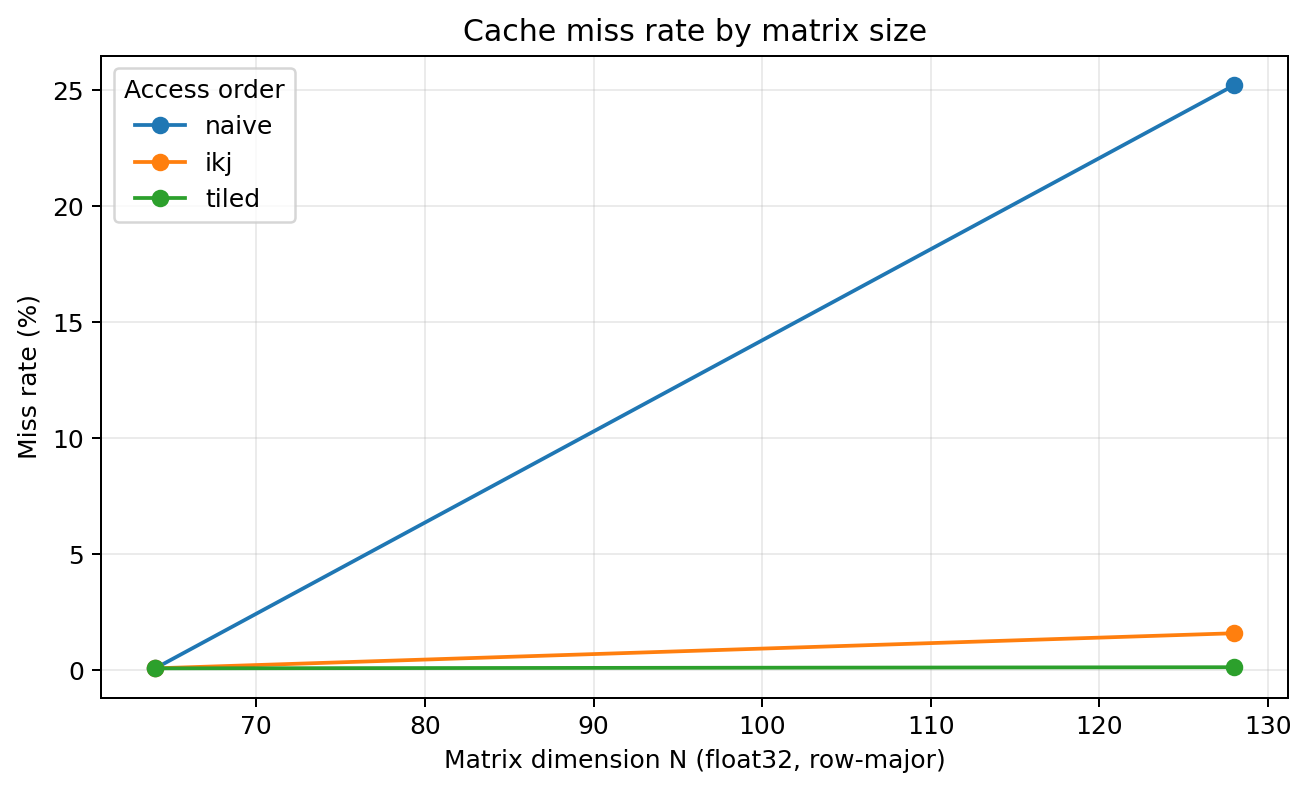 Cache miss rate by matrix size
Access order
naive
ikj
tiled
25
20
15
10
5
0
Miss rate (%)
70 80 90 100 110 120 130
Matrix dimension N (float32, row-major)